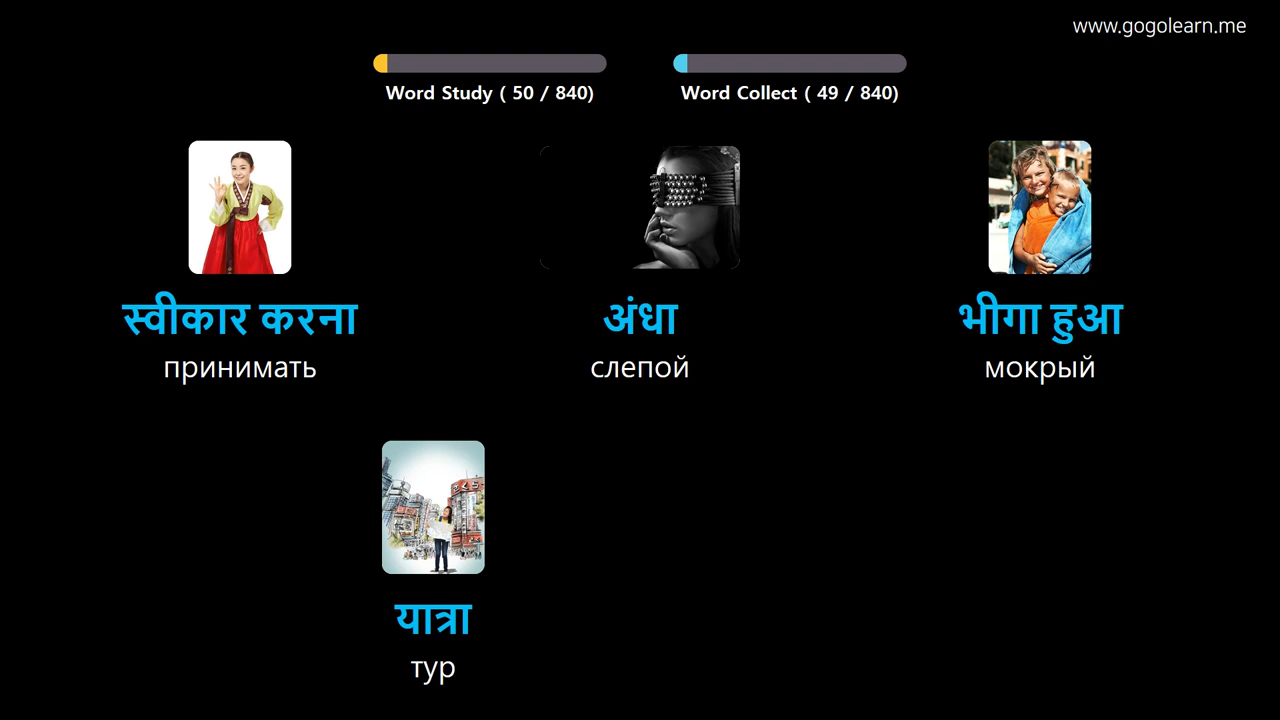 www.gogolearn.me
Word Study ( 50 / 840)
Word Collect ( 49 / 840)
स्वीकार करना
принимать
अंधा
слепой
भीगा हुआ
мокрый
यात्रा
тур